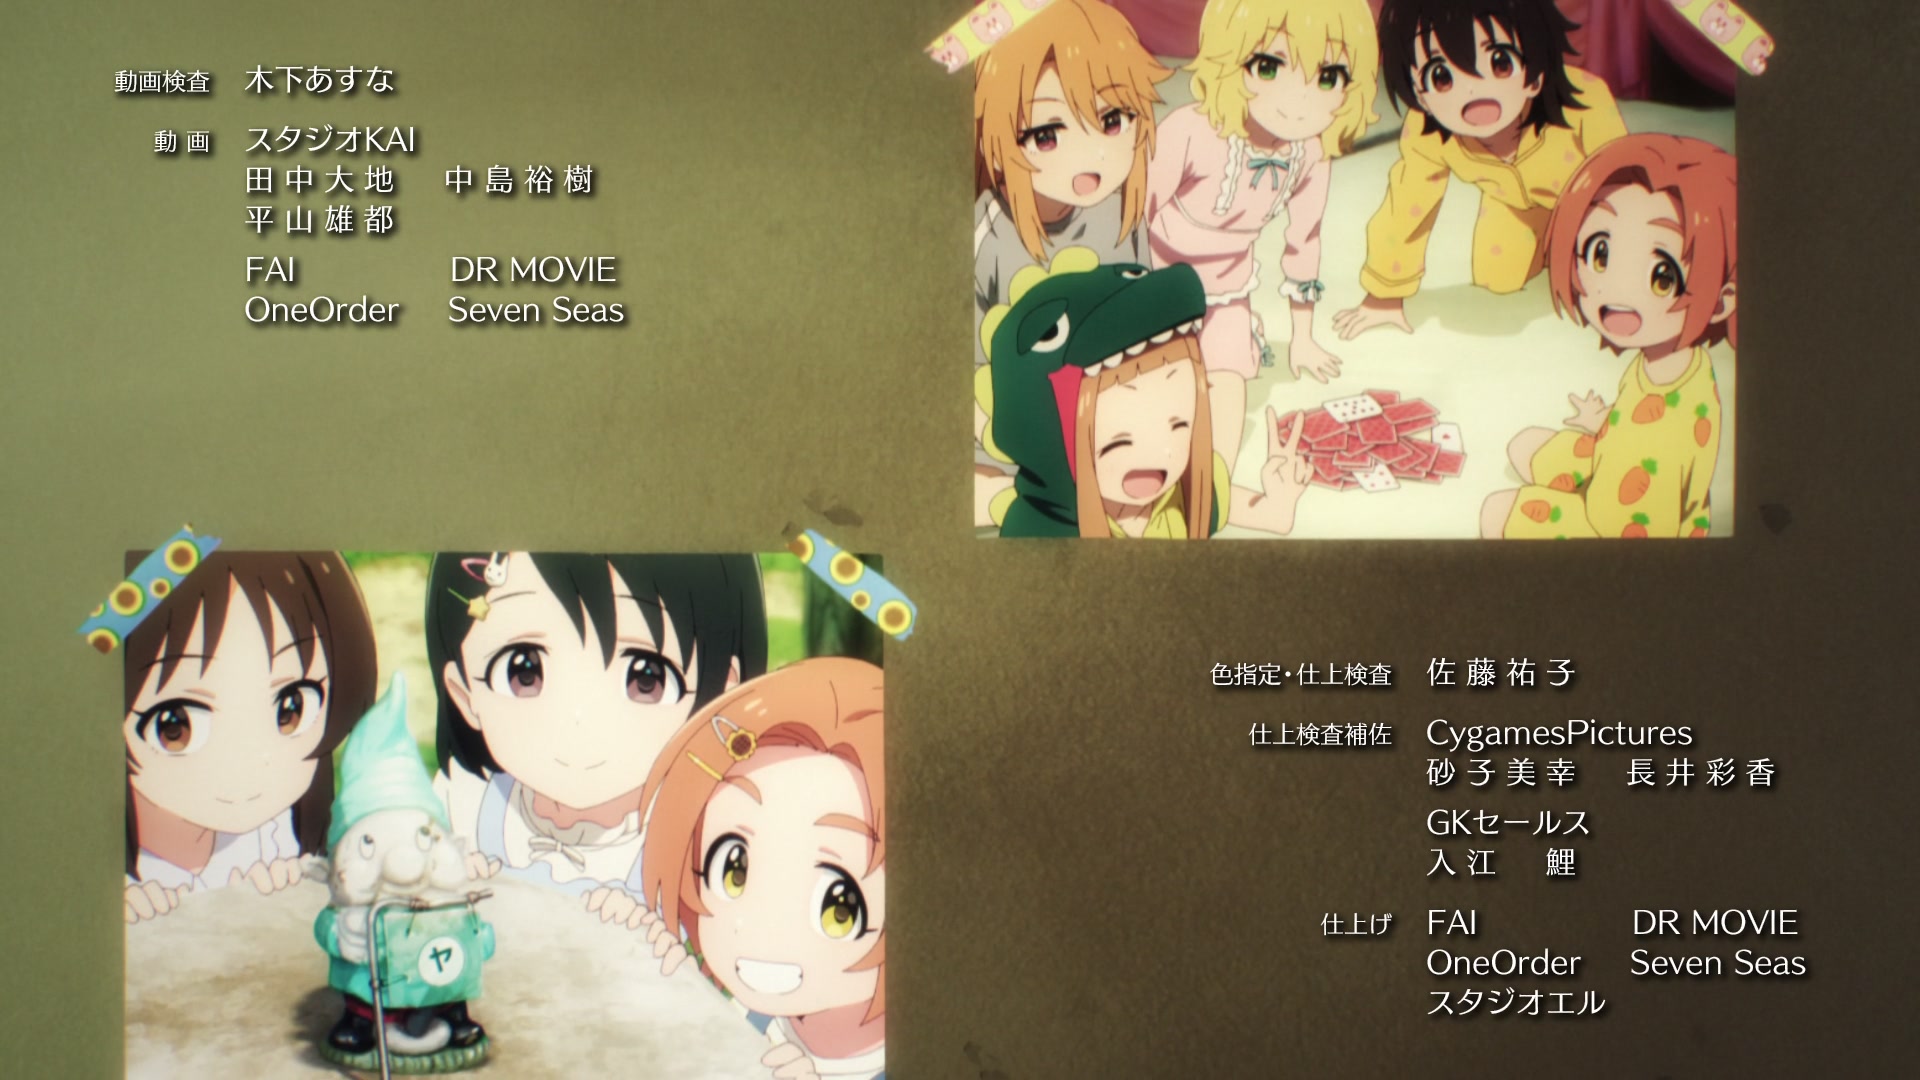 動画検査 木下あすな
動画 スタジオKAI
田中大地 中島裕樹
平山雄都
FAI DR MOVIE
OneOrder Seven Seas
ヤ
色指定・仕上検査 佐藤祐子
仕上検査補佐 CygamesPictures
砂子美幸 長井彩香
GKセールス
入江 鯉
仕上げ FAI DR MOVIE
OneOrder Seven Seas
スタジオエル